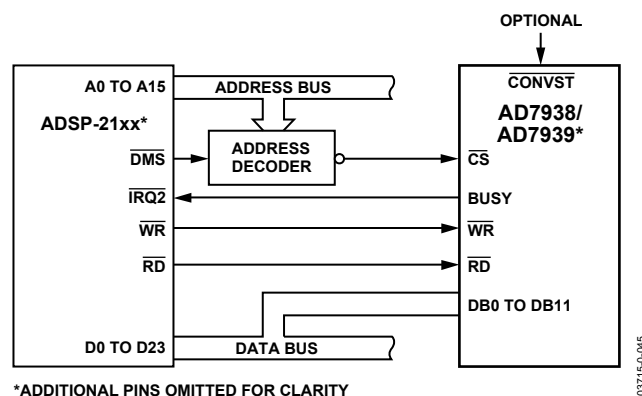 OPTIONAL
A0 TO A15
ADDRESS BUS
CONVST
ADSP-21xx*
AD7938/
AD7939*
ADDRESS
DECODER
DMS
CS
IRQ2
BUSY
WR
WR
RD
RD
DB0 TO DB11
D0 TO D23
DATA BUS
*ADDITIONAL PINS OMITTED FOR CLARITY
03715-0-045